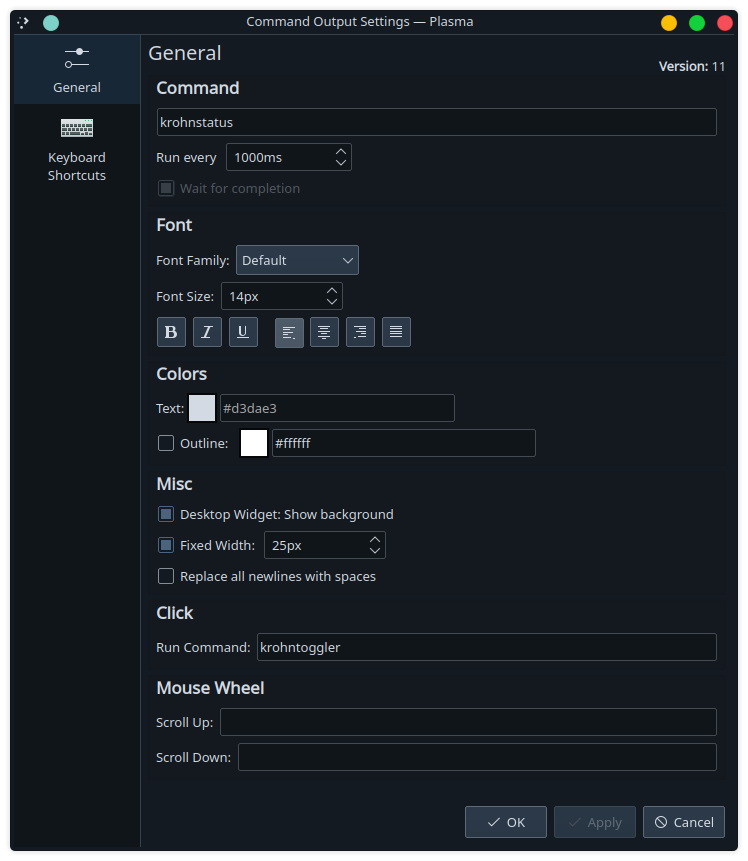 Command Output Settings — Plasma
General
Keyboard
Shortcuts
General
Version: 11
Command
krohnstatus
Run every 1000ms
Wait for completion
Font
Font Family: Default
Font Size: 14px
B I U
Colors
Text: #d3dae3
Outline: #ffffff
Misc
Desktop Widget: Show background
Fixed Width: 25px
Replace all newlines with spaces
Click
Run Command: krohntoggler
Mouse Wheel
Scroll Up:
Scroll Down:
OK Apply Cancel